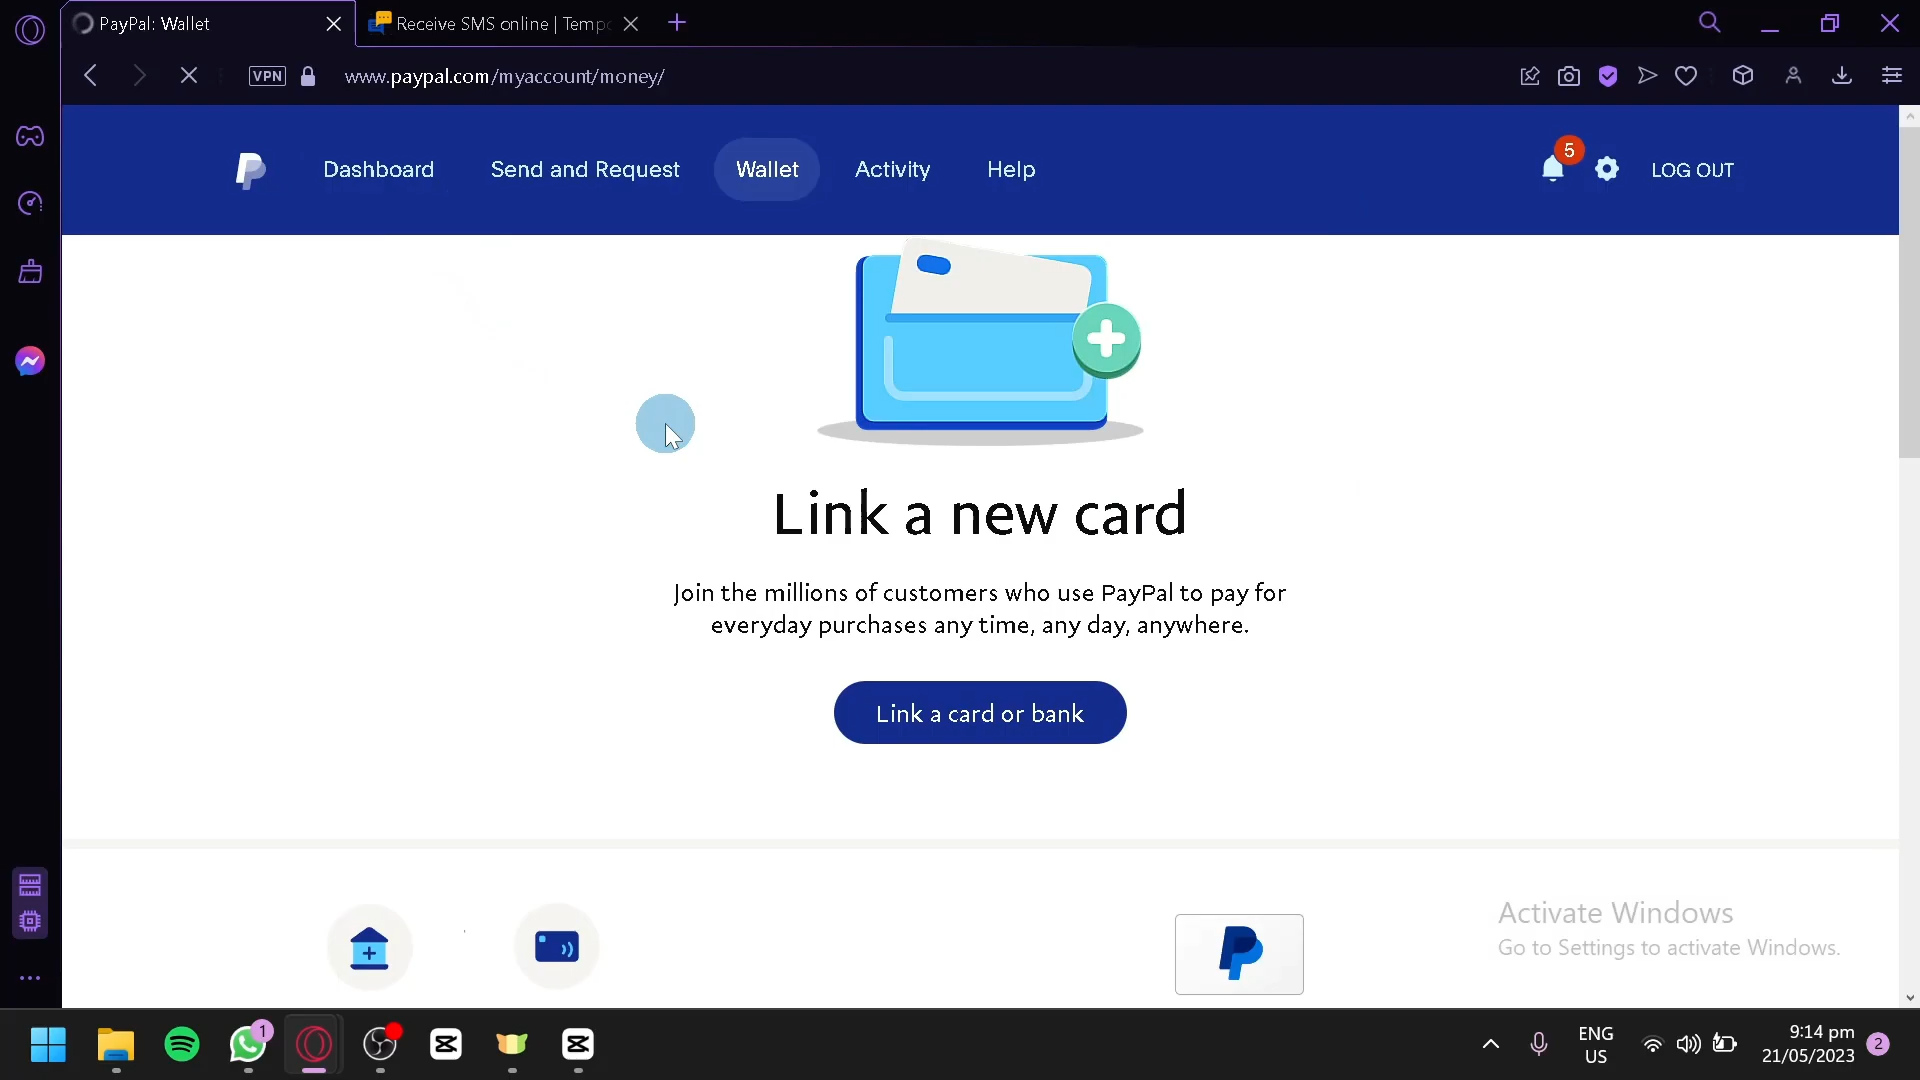 PayPal: Wallet
Receive SMS online | Temp
VPN
www.paypal.com/myaccount/money/
Dashboard
Send and Request
Wallet
Activity
Help
5
LOG OUT
Link a new card
Join the millions of customers who use PayPal to pay for
everyday purchases any time, any day, anywhere.
Link a card or bank
Activate Windows
Go to Settings to activate Windows.
1
ENG
US
9:14 pm
21/05/2023
2